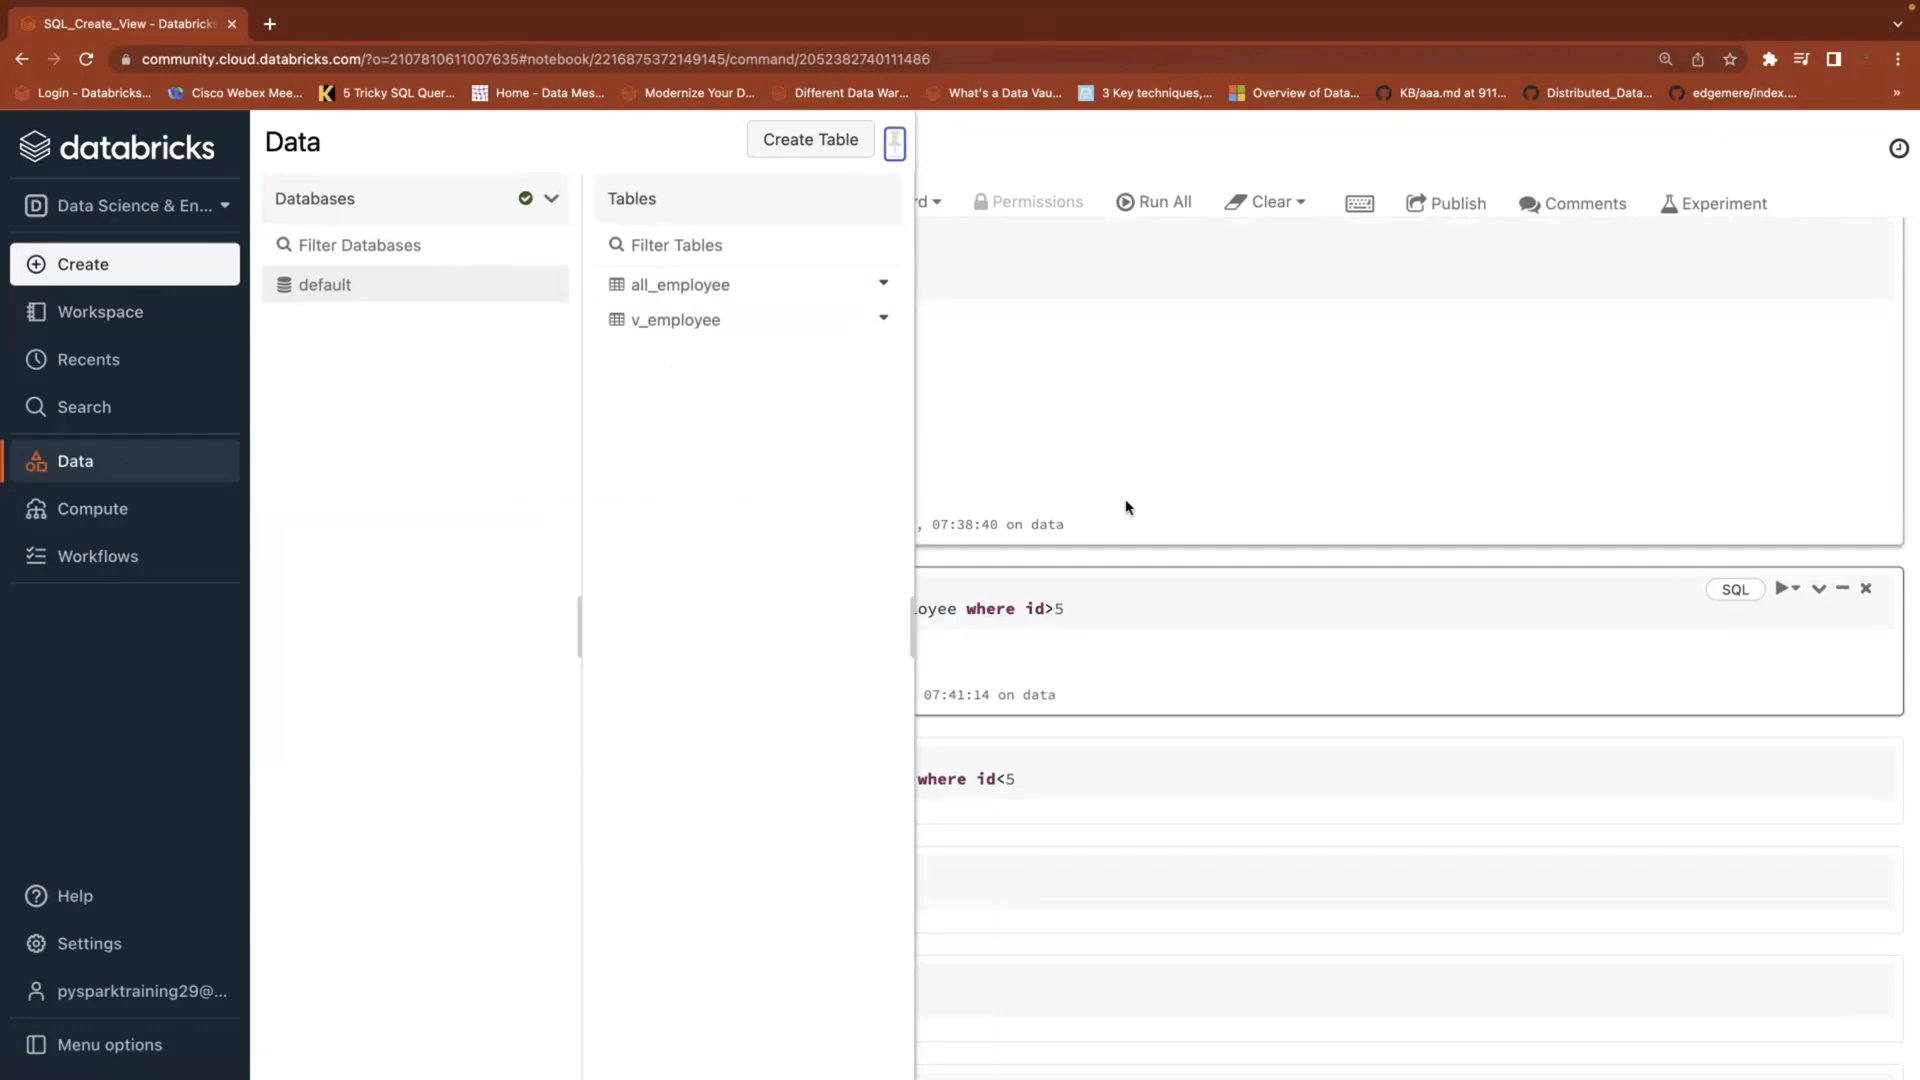 SQL_Create_View - Databricks
community.cloud.databricks.com/?o=2107810611007635#notebook/2216875372149145/command/2052382740111486
Login - Databricks...
Cisco Webex Mee...
5 Tricky SQL Quer...
Home - Data Mes...
Modernize Your D...
Different Data War...
What's a Data Vau...
3 Key techniques,...
Overview of Data...
KB/aaa.md at 911...
Distributed_Data...
edgemere/index....
»
databricks
D Data Science & En...
Create
Workspace
Recents
Search
Data
Compute
Workflows
Help
Settings
pysparktraining29@...
Menu options
Data
Create Table
Databases
Filter Databases
default
Tables
Filter Tables
all_employee
v_employee
rd
Permissions
Run All
Clear
Publish
Comments
Experiment
, 07:38:40 on data
oyee where id>5
SQL
07:41:14 on data
where id<5